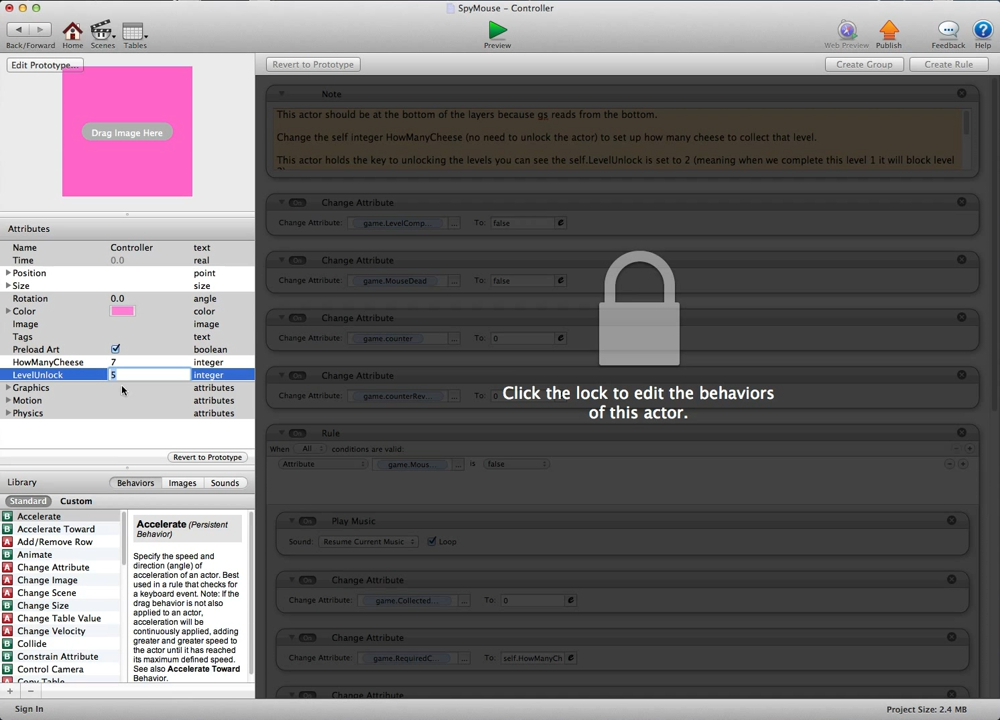 SpyMouse – Controller
Back/Forward Home Scenes Tables Preview Web Preview Publish Feedback Help
Edit Prototype...
Drag Image Here
Attributes
Name Controller text
Time 0.0 real
Position point
Size size
Rotation 0.0 angle
Color color
Image image
Tags text
Preload Art boolean
HowManyCheese 7 integer
LevelUnlock 5 integer
Graphics attributes
Motion attributes
Physics attributes
Revert to Prototype
Library Behaviors Images Sounds
Standard Custom
B Accelerate
B Accelerate Toward
A Add/Remove Row
B Animate
A Change Attribute
A Change Image
A Change Scene
B Change Size
A Change Table Value
A Change Velocity
B Collide
B Constrain Attribute
B Control Camera
A Copy Table
Accelerate (Persistent
Behavior)
Specify the speed and
direction (angle) of
acceleration of an actor. Best
used in a rule that checks for
a keyboard event. Note: If the
drag behavior is not also
applied to an actor,
acceleration will be
continuously applied, adding
greater and greater speed to
the actor until it has reached
its maximum defined speed.
See also Accelerate Toward
Behavior.
+ −
Sign In
Revert to Prototype Create Group Create Rule
Note
This actor should be at the bottom of the layers because gs reads from the bottom.
Change the self integer HowManyCheese (no need to unlock the actor) to set up how many cheese to collect that level.
This actor holds the key to unlocking the levels you can see the self.LevelUnlock is set to 2 (meaning when we complete this level 1 it will block level
On Change Attribute
Change Attribute: game.LevelComp... ... To: false e
On Change Attribute
Change Attribute: game.MouseDead ... To: false e
On Change Attribute
Change Attribute: game.counter ... To: 0 e
On Change Attribute
Change Attribute: game.counterRev... ... To: 0 e
Click the lock to edit the behaviors
of this actor.
On Rule
When All conditions are valid:
Attribute game.Mous... ... is false
On Play Music
Sound: Resume Current Music Loop
On Change Attribute
Change Attribute: game.Collected... ... To: 0 e
On Change Attribute
Change Attribute: game.RequiredC... ... To: self.HowManyCh e
On Change Attribute
Project Size: 2.4 MB